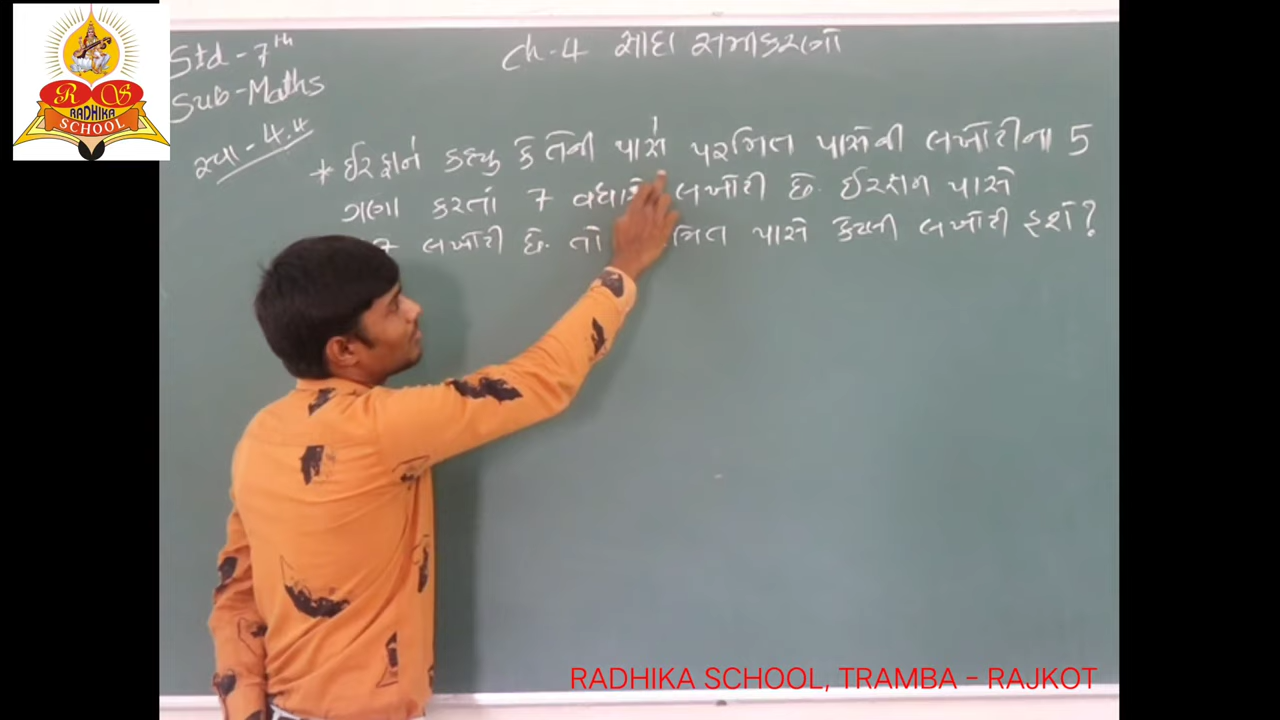 R S
RADHIKA
SCHOOL
Std - 7th
Sub - Maths
Ch-4 સાદા સમીકરણો
સ્વા - 4.4
* ઈરફાને કહ્યુ કે તેની પાસે પરમિત પાસેની લખોટીના 5
ગણા કરતાં 7 વધારે લખોટી છે. ઈરફાન પાસે
7 લખોટી છે. તો પાસે કેટલી લખોટી હશે?
RADHIKA SCHOOL, TRAMBA - RAJKOT